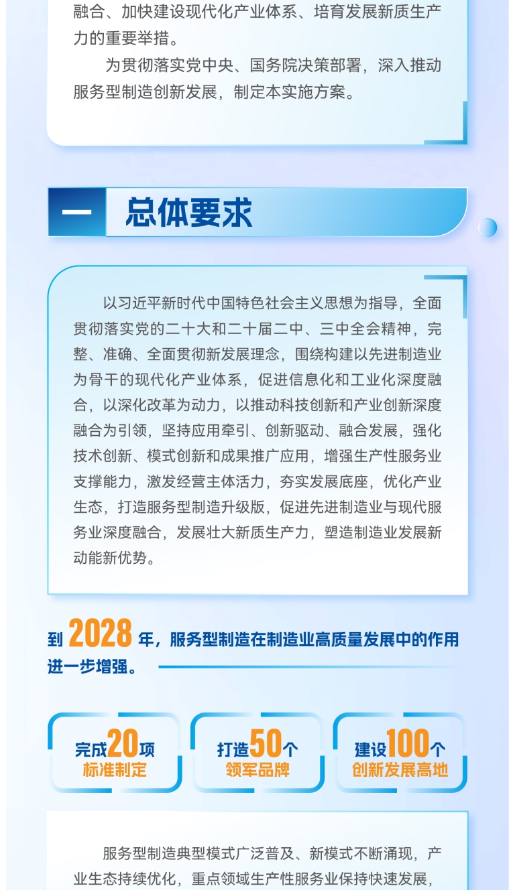 融合、加快建设现代化产业体系、培育发展新质生产
力的重要举措。
为贯彻落实党中央、国务院决策部署，深入推动
服务型制造创新发展，制定本实施方案。
一 总体要求
以习近平新时代中国特色社会主义思想为指导，全面
贯彻落实党的二十大和二十届二中、三中全会精神，完
整、准确、全面贯彻新发展理念，围绕构建以先进制造业
为骨干的现代化产业体系，促进信息化和工业化深度融
合，以深化改革为动力，以推动科技创新和产业创新深度
融合为引领，坚持应用牵引、创新驱动、融合发展，强化
技术创新、模式创新和成果推广应用，增强生产性服务业
支撑能力，激发经营主体活力，夯实发展底座，优化产业
生态，打造服务型制造升级版，促进先进制造业与现代服
务业深度融合，发展壮大新质生产力，塑造制造业发展新
动能新优势。
到 2028 年，服务型制造在制造业高质量发展中的作用
进一步增强。
完成20项
标准制定
打造50个
领军品牌
建设100个
创新发展高地
服务型制造典型模式广泛普及、新模式不断涌现，产
业生态持续优化，重点领域生产性服务业保持快速发展，